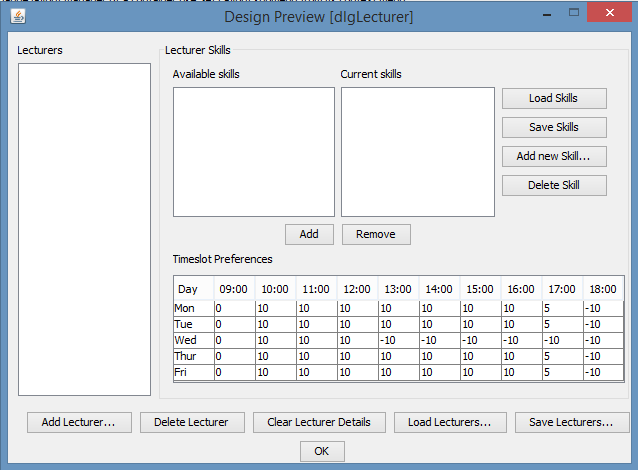 Design Preview [dlgLecturer]
Lecturers
Lecturer Skills
Available skills
Current skills
Load Skills
Save Skills
Add new Skill...
Delete Skill
Add Remove
Timeslot Preferences
Day 09:00 10:00 11:00 12:00 13:00 14:00 15:00 16:00 17:00 18:00
Mon 0 10 10 10 10 10 10 10 5 -10
Tue 0 10 10 10 10 10 10 10 5 -10
Wed 0 10 10 10 -10 -10 -10 -10 -10 -10
Thur 0 10 10 10 10 10 10 10 5 -10
Fri 0 10 10 10 10 10 10 10 5 -10
Add Lecturer... Delete Lecturer Clear Lecturer Details Load Lecturers... Save Lecturers...
OK